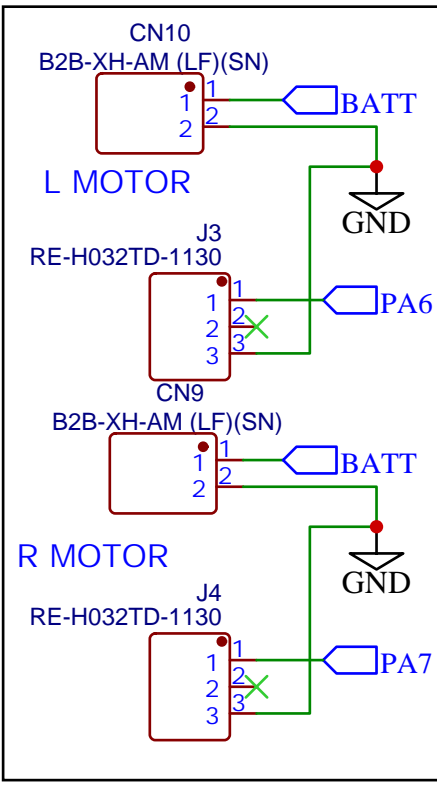 CN10
B2B-XH-AM (LF)(SN)
1 1 BATT
2 2
L MOTOR
GND
J3
RE-H032TD-1130
1 1 PA6
2 2
3 3
CN9
B2B-XH-AM (LF)(SN)
1 1 BATT
2 2
R MOTOR
GND
J4
RE-H032TD-1130
1 1 PA7
2 2
3 3